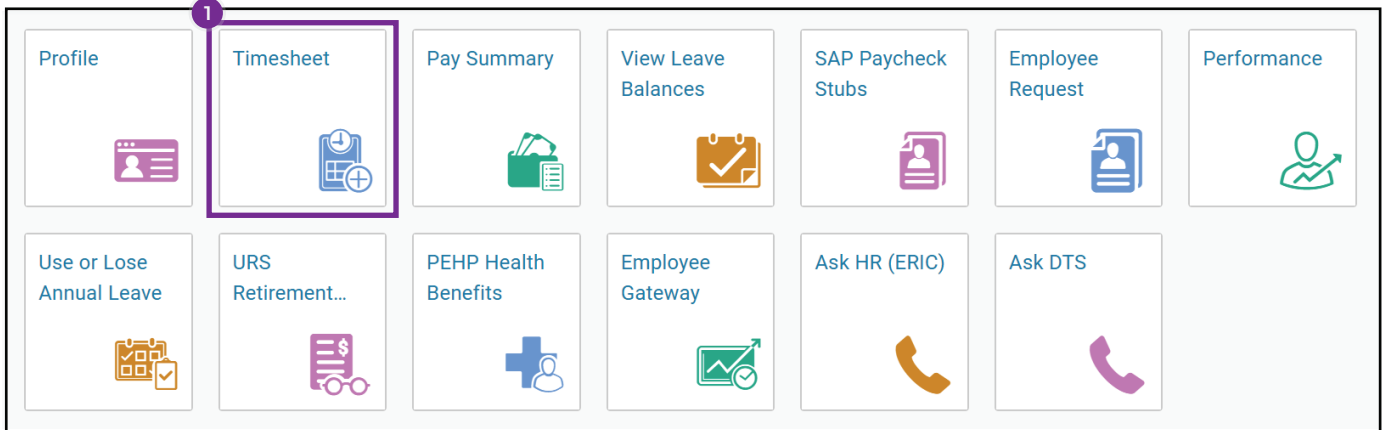 1
Profile
Timesheet
Pay Summary
View Leave
Balances
SAP Paycheck
Stubs
Employee
Request
Performance
Use or Lose
Annual Leave
URS
Retirement...
PEHP Health
Benefits
Employee
Gateway
Ask HR (ERIC)
Ask DTS
$